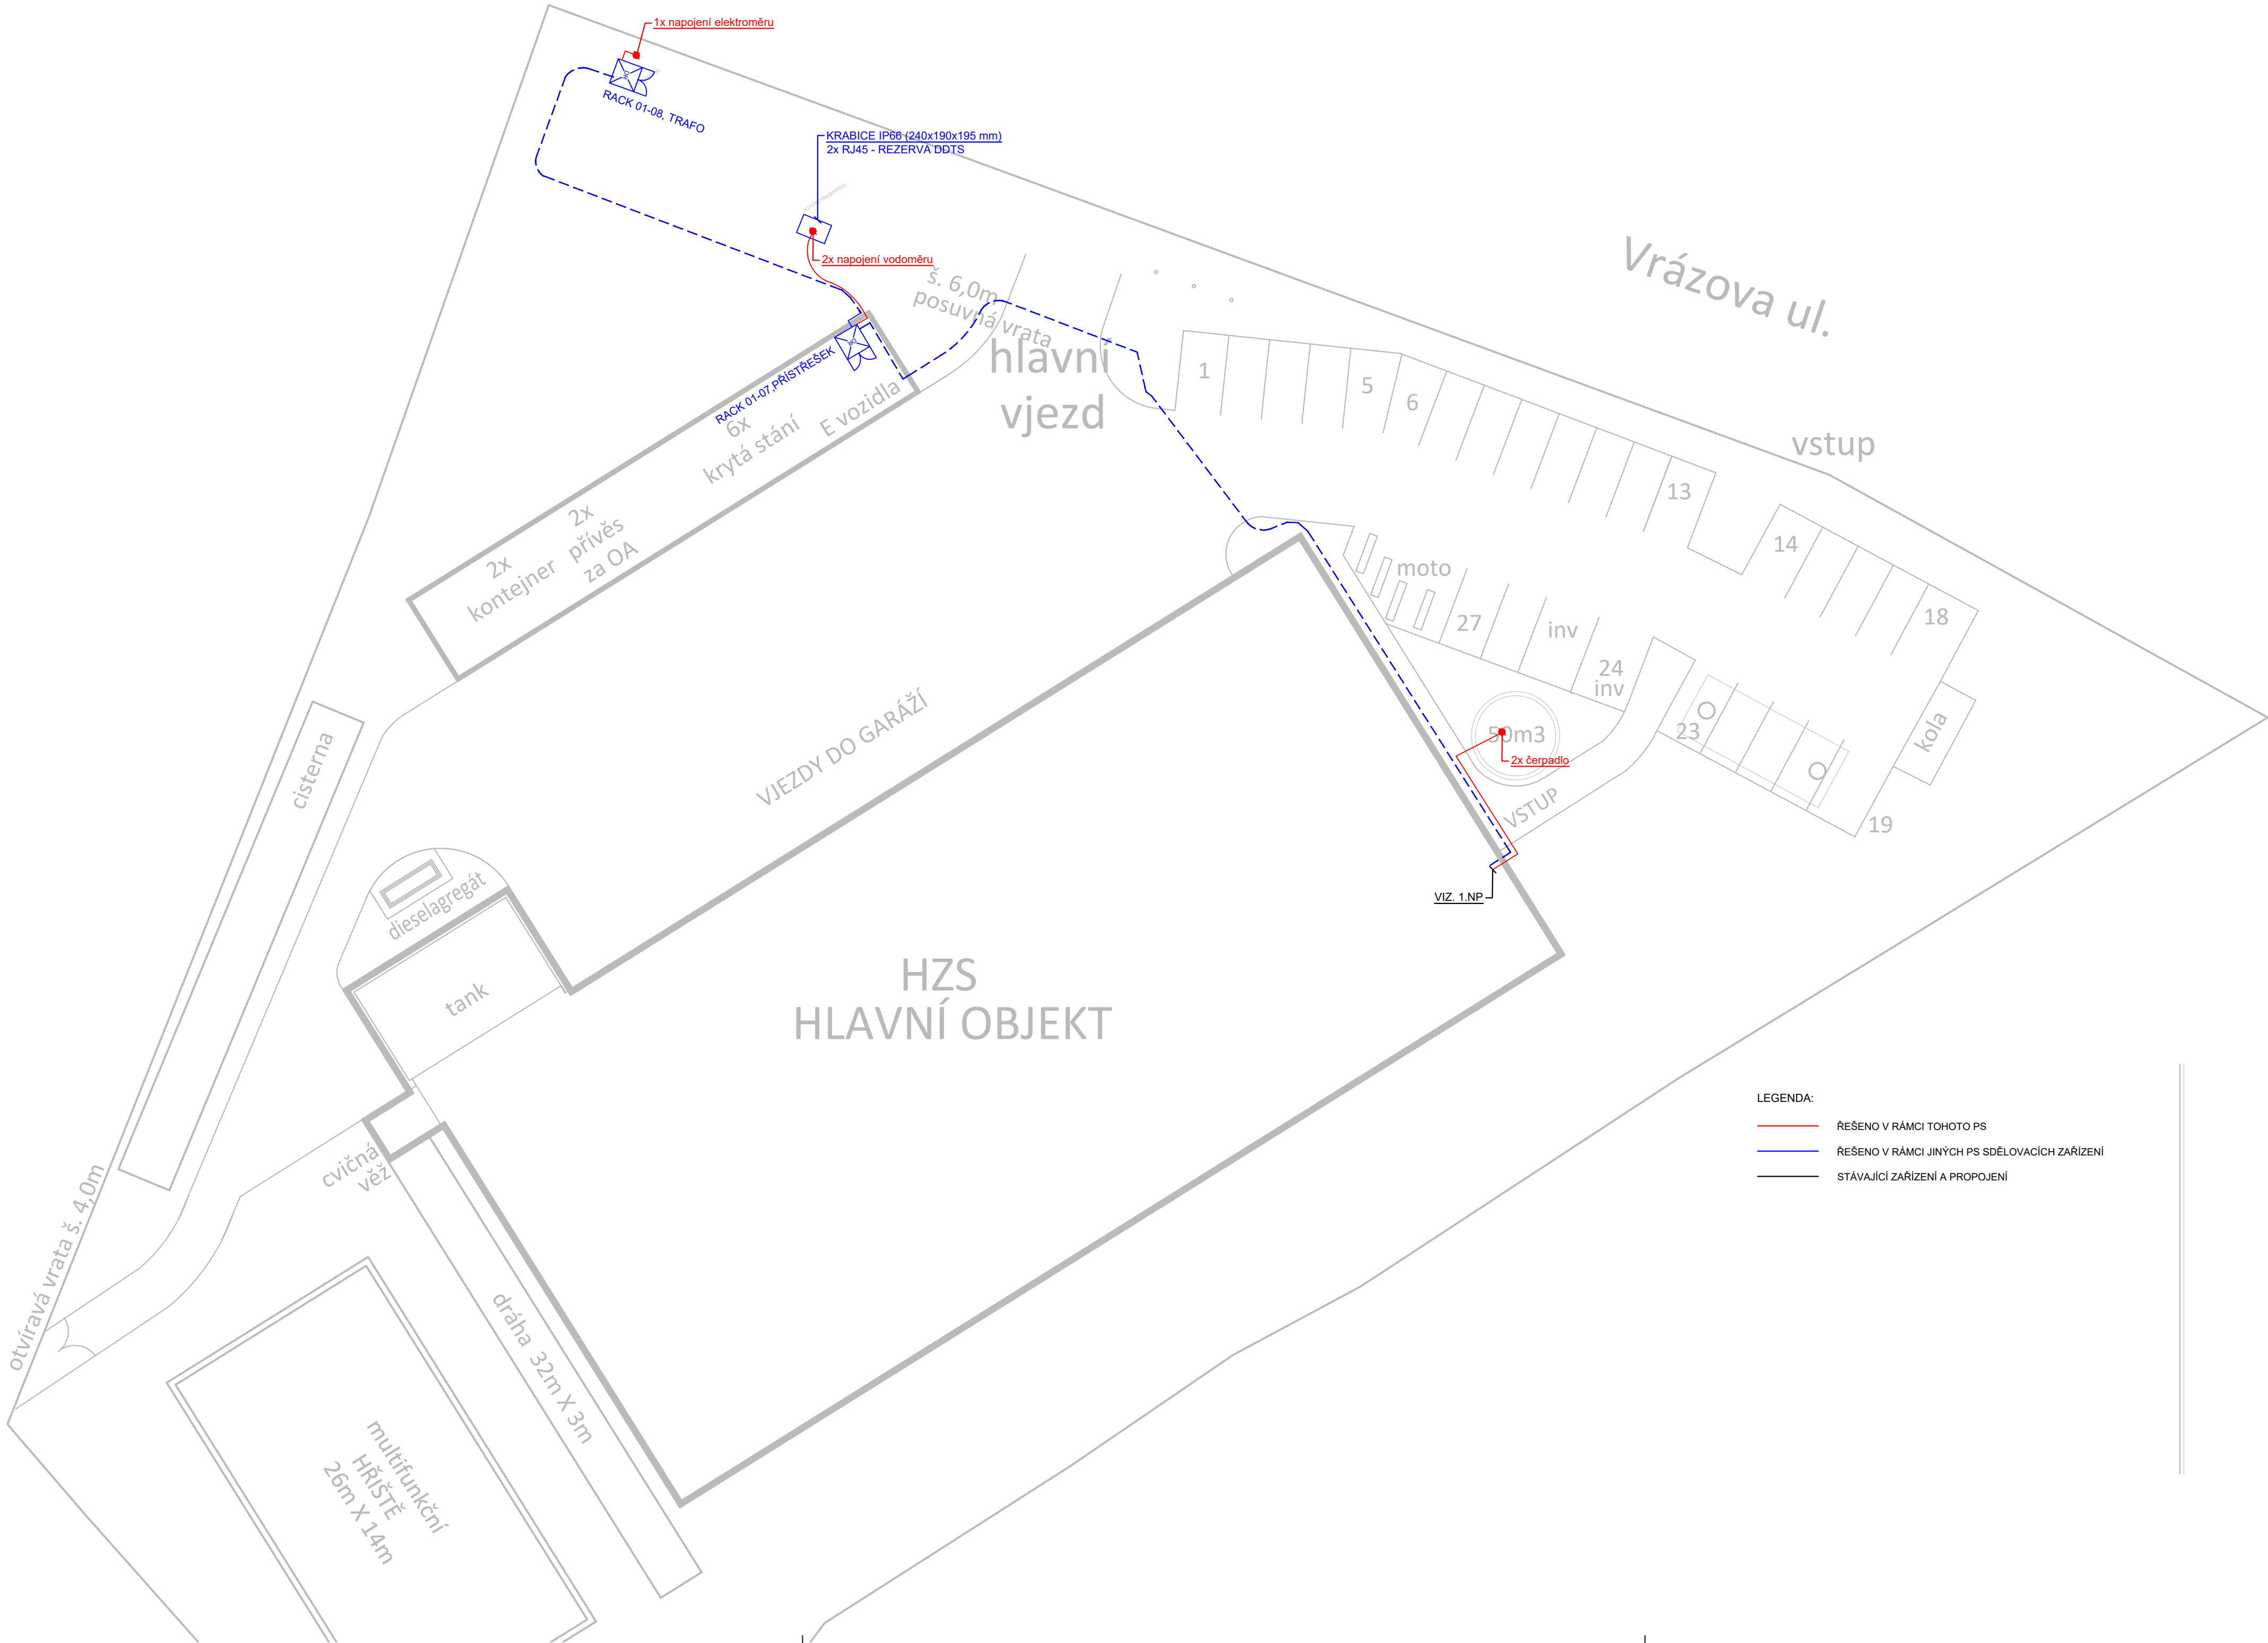 1x napojení elektroměru
RACK 01-08, TRAFO
KRABICE IP66 (240x190x195 mm)
2x RJ45 - REZERVA DDTS
2x napojení vodoměru
š. 6,0m
posuvná vrata
hlavní
vjezd
Vrázova ul.
vstup
RACK 01-07,PŘÍSTŘEŠEK
6x
krytá stání
E vozidla
2x
přívěs
za OA
2x
kontejner
1
5
6
13
14
18
19
23
24
inv
inv
27
moto
kola
50m3
2x čerpadlo
VSTUP
VIZ. 1.NP
VJEZDY DO GARÁŽÍ
cisterna
dieselagregát
tank
HZS
HLAVNÍ OBJEKT
cvičná
věž
otvíravá vrata š. 4,0m
dráha 32m X 3m
multifunkční
HŘIŠTĚ
26m X 14m
LEGENDA:
ŘEŠENO V RÁMCI TOHOTO PS
ŘEŠENO V RÁMCI JINÝCH PS SDĚLOVACÍCH ZAŘÍZENÍ
STÁVAJÍCÍ ZAŘÍZENÍ A PROPOJENÍ